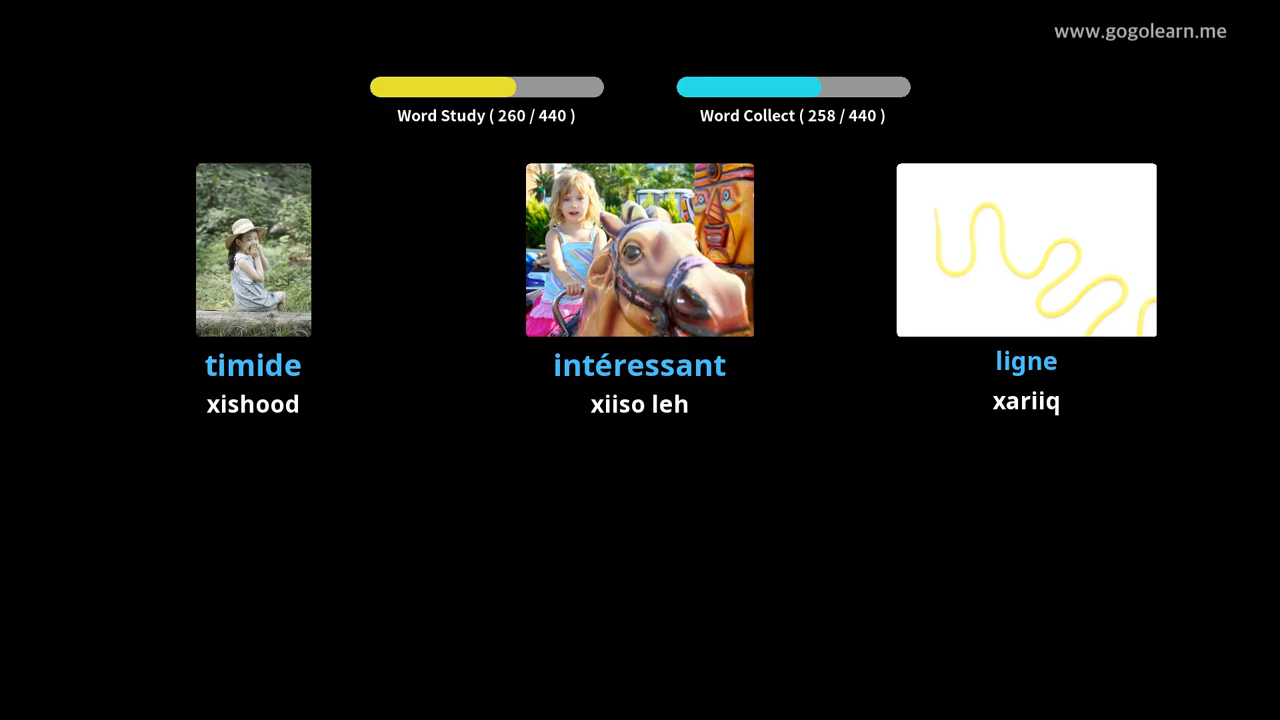 www.gogolearn.me
Word Study ( 260 / 440 )
Word Collect ( 258 / 440 )
timide
xishood
intéressant
xiiso leh
ligne
xariiq